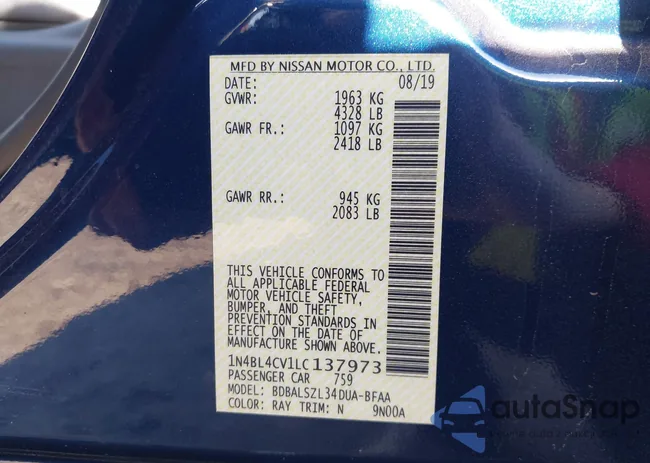 MFD BY NISSAN MOTOR CO., LTD.
DATE: 08/19
GVWR: 1963 KG
4328 LB
GAWR FR.: 1097 KG
2418 LB
GAWR RR.: 945 KG
2083 LB
THIS VEHICLE CONFORMS TO
ALL APPLICABLE FEDERAL
MOTOR VEHICLE SAFETY,
BUMPER, AND THEFT
PREVENTION STANDARDS IN
EFFECT ON THE DATE OF
MANUFACTURE SHOWN ABOVE.
1N4BL4CV1LC137973
PASSENGER CAR 759
MODEL: BDBALSZL34DUA-BFAA
COLOR: RAY TRIM: N 9N00A
autoSnap